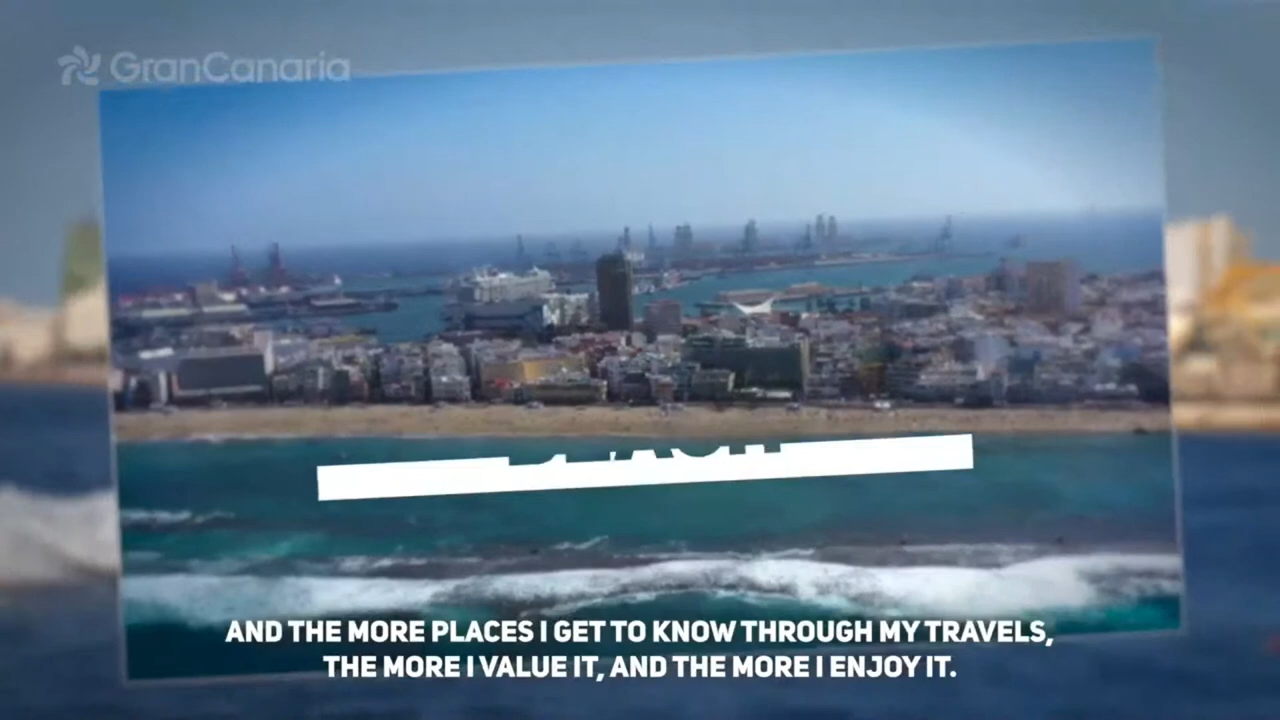 GranCanaria
AND THE MORE PLACES I GET TO KNOW THROUGH MY TRAVELS,
THE MORE I VALUE IT, AND THE MORE I ENJOY IT.